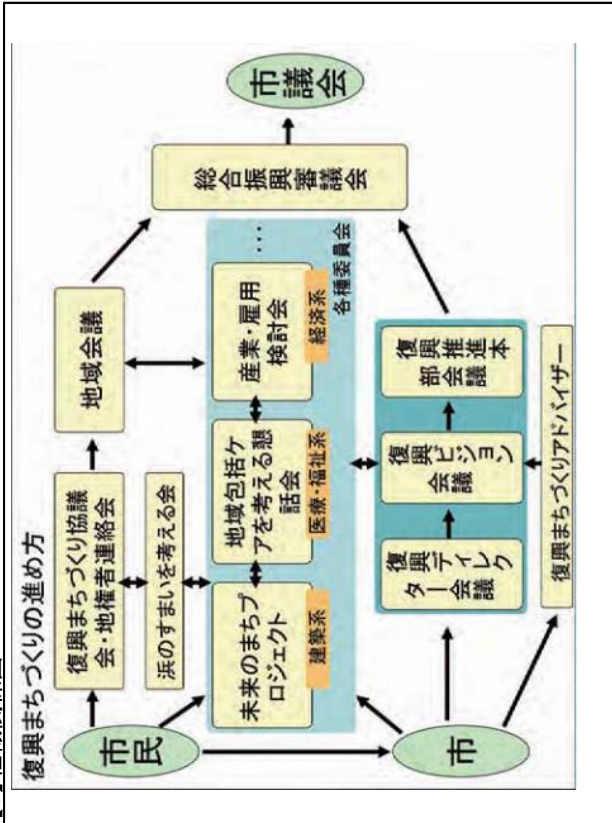 復興まちづくりの進め方
市民
復興まちづくり協議
会・地権者連絡会
地域会議
浜のすまいを考える会
総合振興審議会
市議会
未来のまちプ
ロジェクト
建築系
地域包括ケ
アを考える懇
話会
医療・福祉系
産業・雇用
検討会
経済系
・・・
各種委員会
市
復興ディレク
ター会議
復興ビジョン
会議
復興推進本
部会議
復興まちづくりアドバイザー